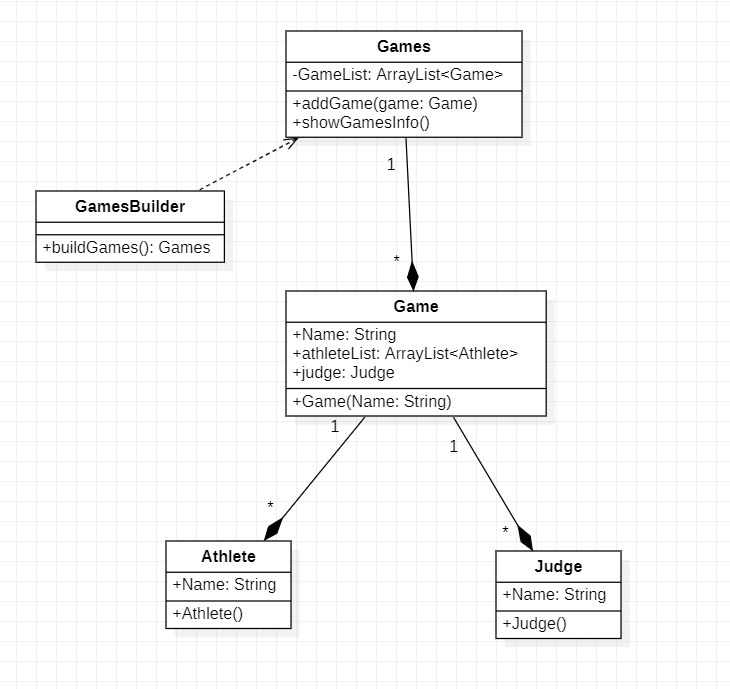 Games
-GameList: ArrayList<Game>
+addGame(game: Game)
+showGamesInfo()
1
GamesBuilder
+buildGames(): Games
*
Game
+Name: String
+athleteList: ArrayList<Athlete>
+judge: Judge
+Game(Name: String)
1
1
*
*
Athlete
+Name: String
+Athlete()
Judge
+Name: String
+Judge()